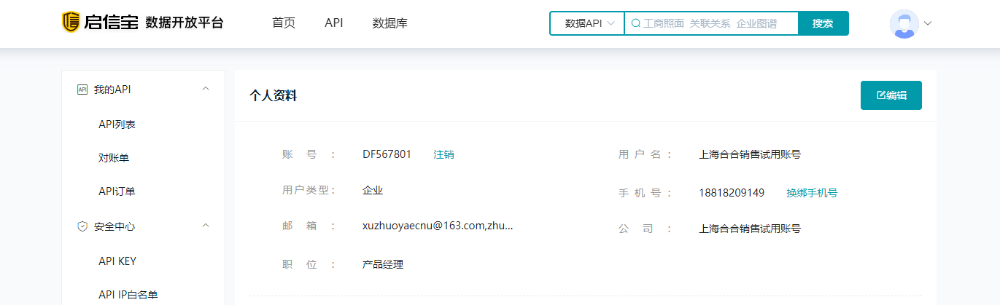 启信宝 数据开放平台 首页 API 数据库 数据API 工商照面 关联关系 企业图谱 搜索
API 我的API
API列表
对账单
API订单
安全中心
API KEY
API IP白名单
个人资料 编辑
账号： DF567801 注销 用户名： 上海合合销售试用账号
用户类型： 企业 手机号： 18818209149 换绑手机号
邮箱： xuzhuoyaecnu@163.com,zhu... 公司： 上海合合销售试用账号
职位： 产品经理